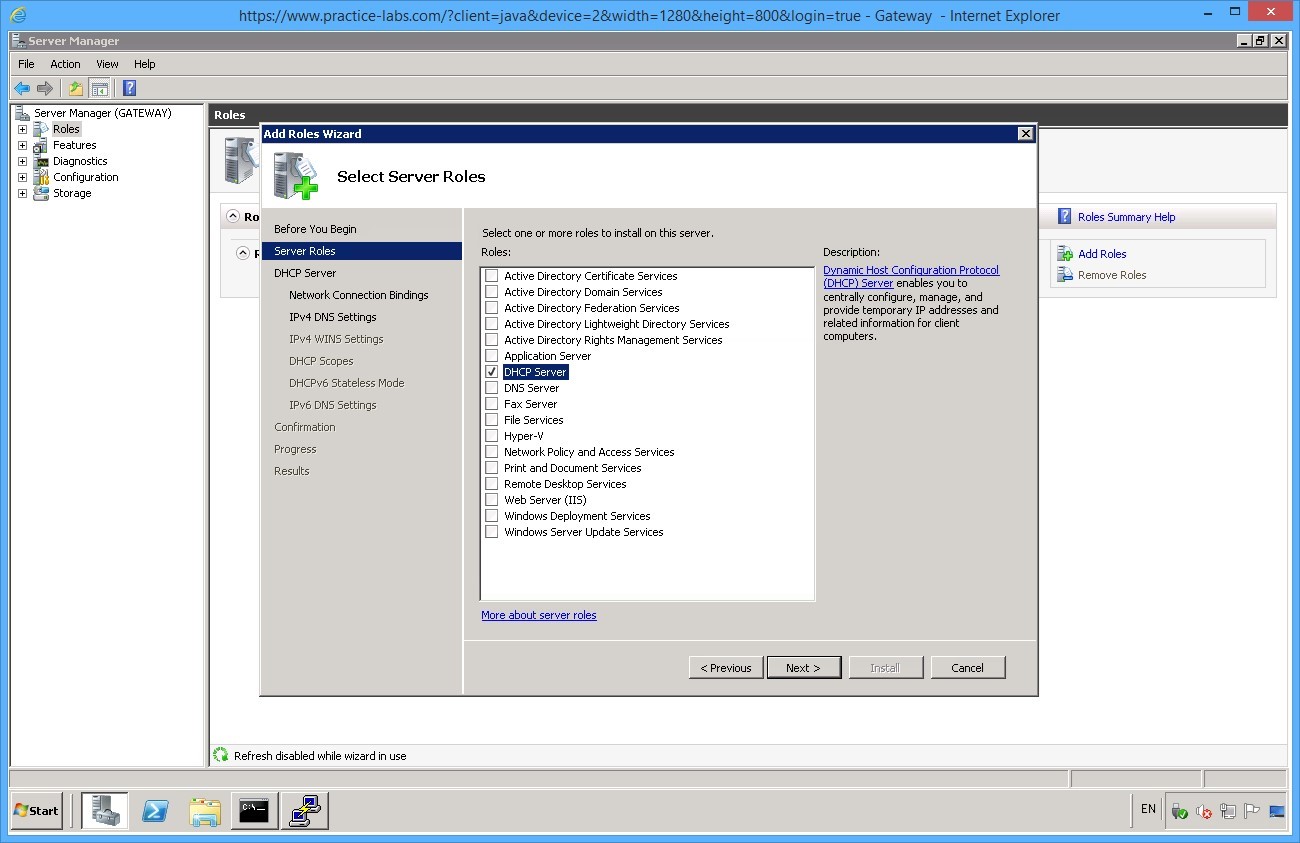 https://www.practice-labs.com/?client=java&device=2&width=1280&height=800&login=true - Gateway - Internet Explorer
Server Manager
File Action View Help
Server Manager (GATEWAY)
Roles
Features
Diagnostics
Configuration
Storage
Roles
Ro
Roles Summary Help
Add Roles
Remove Roles
Add Roles Wizard
Select Server Roles
Before You Begin
Server Roles
DHCP Server
Network Connection Bindings
IPv4 DNS Settings
IPv4 WINS Settings
DHCP Scopes
DHCPv6 Stateless Mode
IPv6 DNS Settings
Confirmation
Progress
Results
Select one or more roles to install on this server.
Roles:
Active Directory Certificate Services
Active Directory Domain Services
Active Directory Federation Services
Active Directory Lightweight Directory Services
Active Directory Rights Management Services
Application Server
DHCP Server
DNS Server
Fax Server
File Services
Hyper-V
Network Policy and Access Services
Print and Document Services
Remote Desktop Services
Web Server (IIS)
Windows Deployment Services
Windows Server Update Services
More about server roles
Description:
Dynamic Host Configuration Protocol
(DHCP) Server enables you to
centrally configure, manage, and
provide temporary IP addresses and
related information for client
computers.
< Previous Next > Install Cancel
Refresh disabled while wizard in use
Start
EN